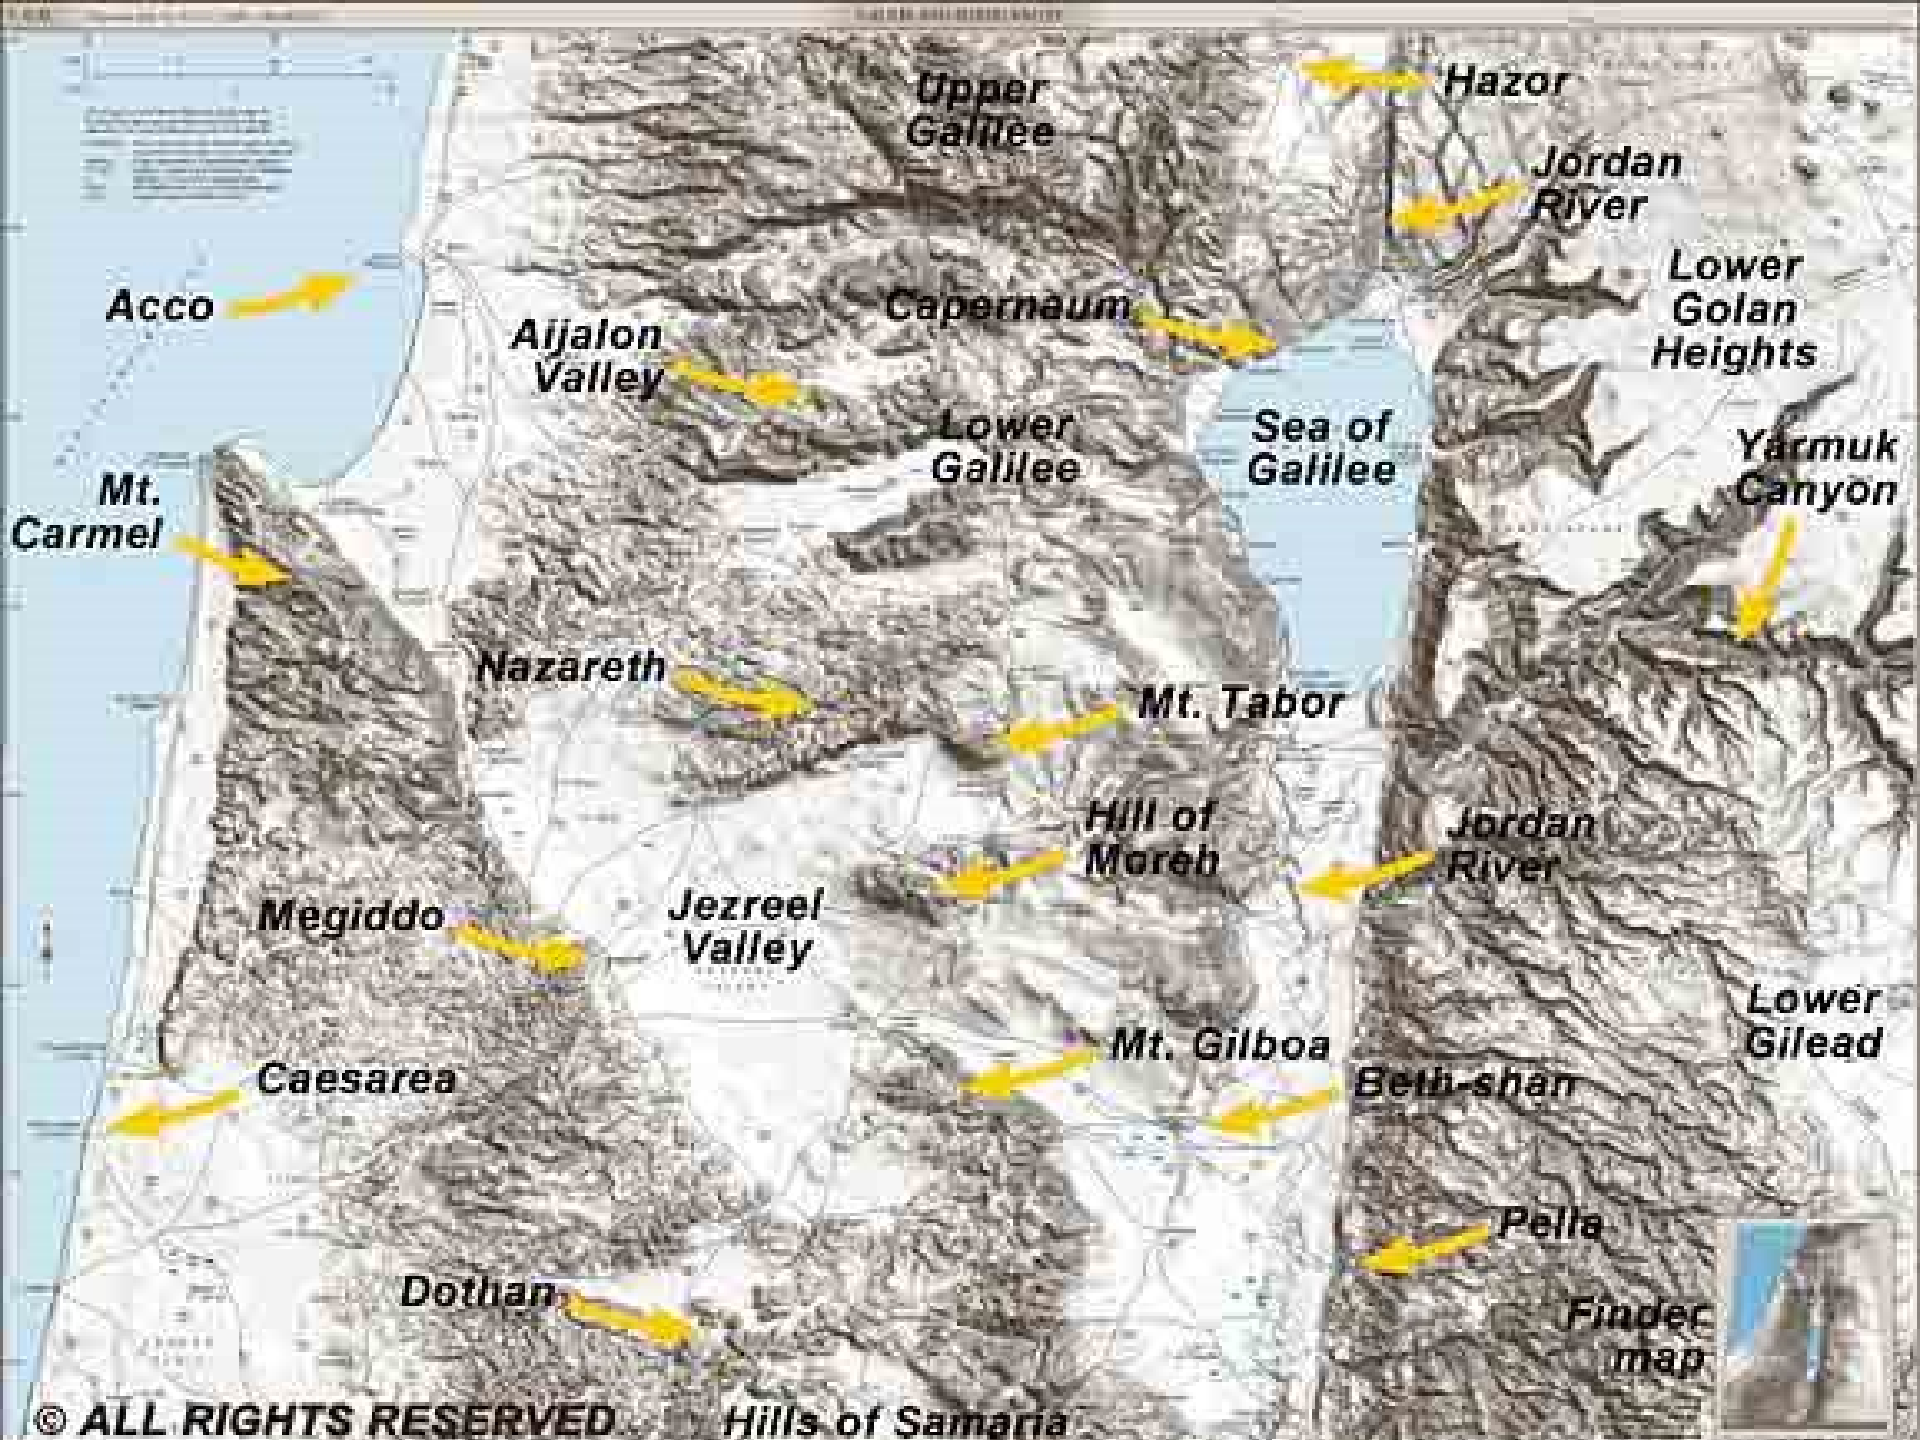 Upper
Galilee
Hazor
Jordan
River
Lower
Golan
Heights
Acco
Capernaum
Aijalon
Valley
Lower
Galilee
Sea of
Galilee
Yarmuk
Canyon
Mt.
Carmel
Nazareth
Mt. Tabor
Hill of
Moreh
Jordan
River
Megiddo
Jezreel
Valley
Lower
Gilead
Mt. Gilboa
Caesarea
Beth-shan
Pella
Dothan
Finder
map
© ALL RIGHTS RESERVED
Hills of Samaria